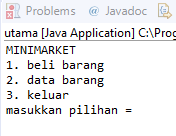 Problems @ Javadoc
utama [Java Application] C:\Prog
MINIMARKET
1. beli barang
2. data barang
3. keluar
masukkan pilihan =